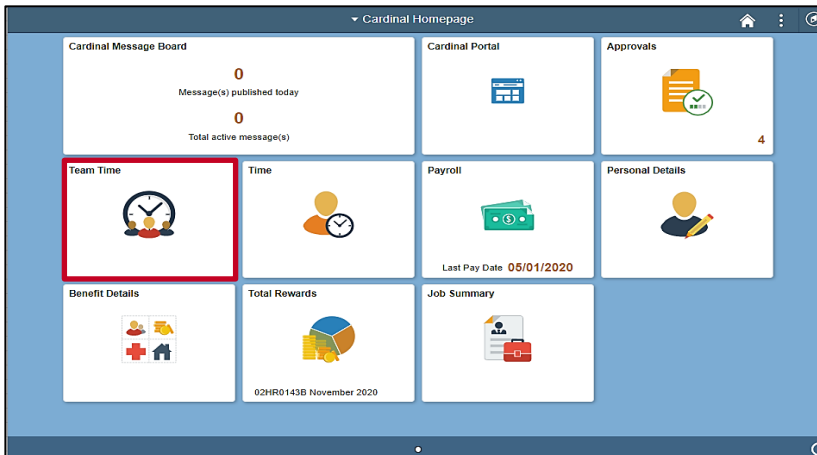 Cardinal Homepage
Cardinal Message Board
0
Message(s) published today
0
Total active message(s)
Cardinal Portal
Approvals
4
Team Time
Time
Payroll
Last Pay Date 05/01/2020
Personal Details
Benefit Details
Total Rewards
02HR0143B November 2020
Job Summary